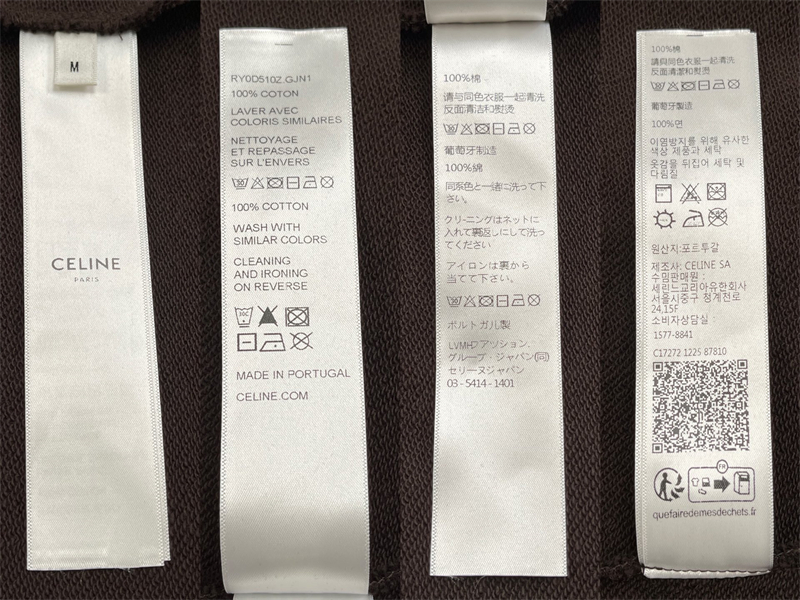 M
CELINE
PARIS
RY0D510Z.GJN1
100% COTON
LAVER AVEC
COLORIS SIMILAIRES
NETTOYAGE
ET REPASSAGE
SUR L'ENVERS
100% COTTON
WASH WITH
SIMILAR COLORS
CLEANING
AND IRONING
ON REVERSE
30C
MADE IN PORTUGAL
CELINE.COM
100%棉
请与同色衣服一起清洗
反面清洁和熨烫
葡萄牙制造
100%綿
同系色と一緒に洗って下
さい。
クリーニングはネットに
入れて裏返しにして洗っ
てください
アイロンは裏から
当てて下さい。
ポルトガル製
LVMHファッション.
グループ・ジャパン(同)
セリーヌジャパン
03-5414-1401
100%棉
請與同色衣服一起清洗
反面清潔和熨燙
葡萄牙製造
100%면
이염방지를 위해 유사한
색상 제품과 세탁
옷감을 뒤집어 세탁 및
다림질
원산지:포르투갈
제조사: CELINE SA
수입판매원 :
세린드코리아유한회사
서울시중구 청계천로
24,15F
소비자상담실 :
1577-8841
C17272 1225 87810
FR
quefairedemesdechets.fr